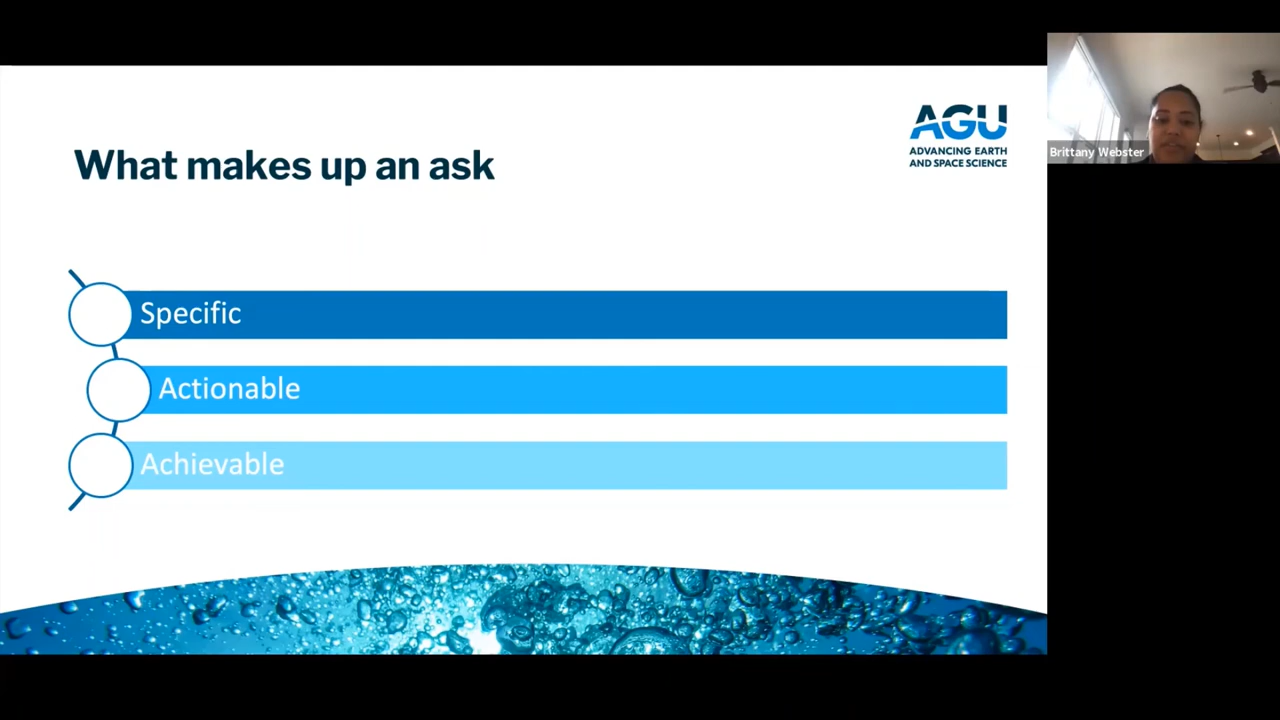 AGU
ADVANCING EARTH
AND SPACE SCIENCE
What makes up an ask
Specific
Actionable
Achievable
Brittany Webster